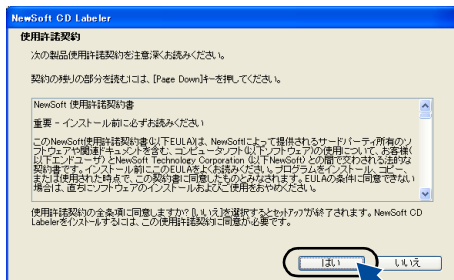 NewSoft CD Labeler
使用許諾契約
次の製品使用許諾契約を注意深くお読みください。
契約の残りの部分を読むには、[Page Down]キーを押してください。
NewSoft 使用許諾契約書
重要 - インストール前に必ずお読みください
このNewSoft使用許諾契約書(以下EULA)は、NewSoftによって提供されるサードパーティー所有のソ
フトウェアや関連ドキュメントを含む、コンピュータソフト(以下ソフトウェア)の使用について、お客様(
以下エンドユーザ)とNewSoft Technology Corporation (以下NewSoft)との間で交わされる法的な
契約書です。インストール前にこのEULAをよくお読みください。プログラムをインストール、コピー、
または使用された時点で、この契約書に同意したものとみなされます。EULAの条件に同意できない
場合は、直ちにソフトウェアのインストールおよびご使用をおやめください。
使用許諾契約の全条項に同意しますか? [いいえ]を選択するとセットアップが終了されます。NewSoft CD
Labelerをインストールするには、この使用許諾契約に同意が必要です。
はい
いいえ